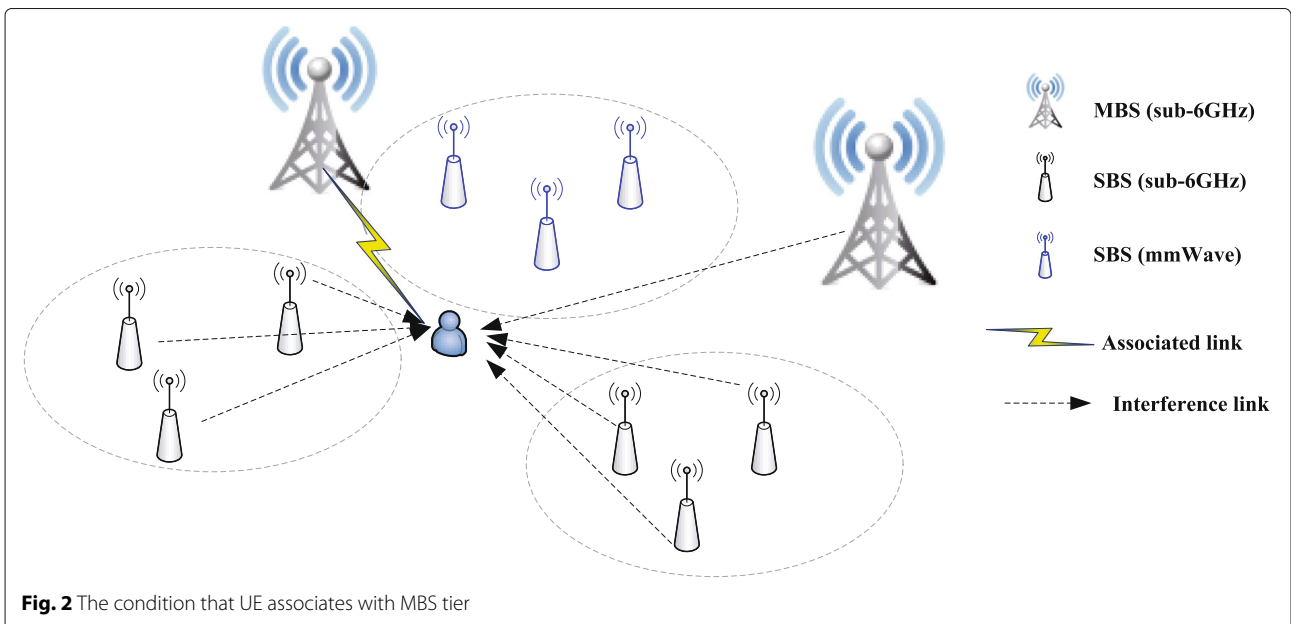 MBS (sub-6GHz)
SBS (sub-6GHz)
SBS (mmWave)
Associated link
Interference link
Fig. 2 The condition that UE associates with MBS tier